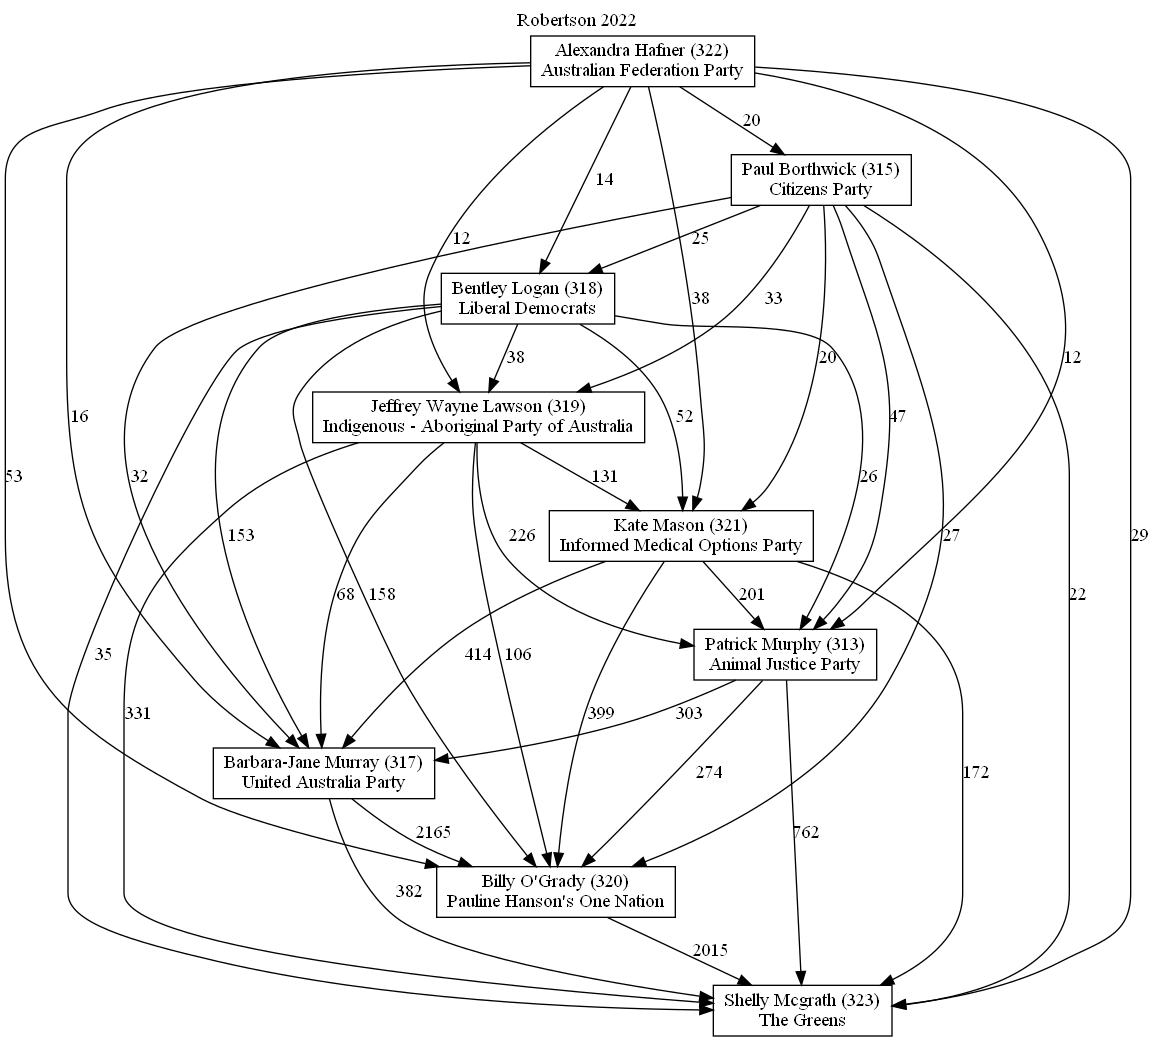 Robertson 2022
Alexandra Hafner (322)
Australian Federation Party
20
Paul Borthwick (315)
Citizens Party
14
12
25
Bentley Logan (318)
Liberal Democrats
38
33
38
20
12
Jeffrey Wayne Lawson (319)
Indigenous - Aboriginal Party of Australia
16
52
47
53
32
131
26
Kate Mason (321)
Informed Medical Options Party
153
226
27
29
68
158
201
22
Patrick Murphy (313)
Animal Justice Party
35
414
106
331
399
303
Barbara-Jane Murray (317)
United Australia Party
274
172
2165
762
Billy O'Grady (320)
Pauline Hanson's One Nation
382
2015
Shelly Mcgrath (323)
The Greens